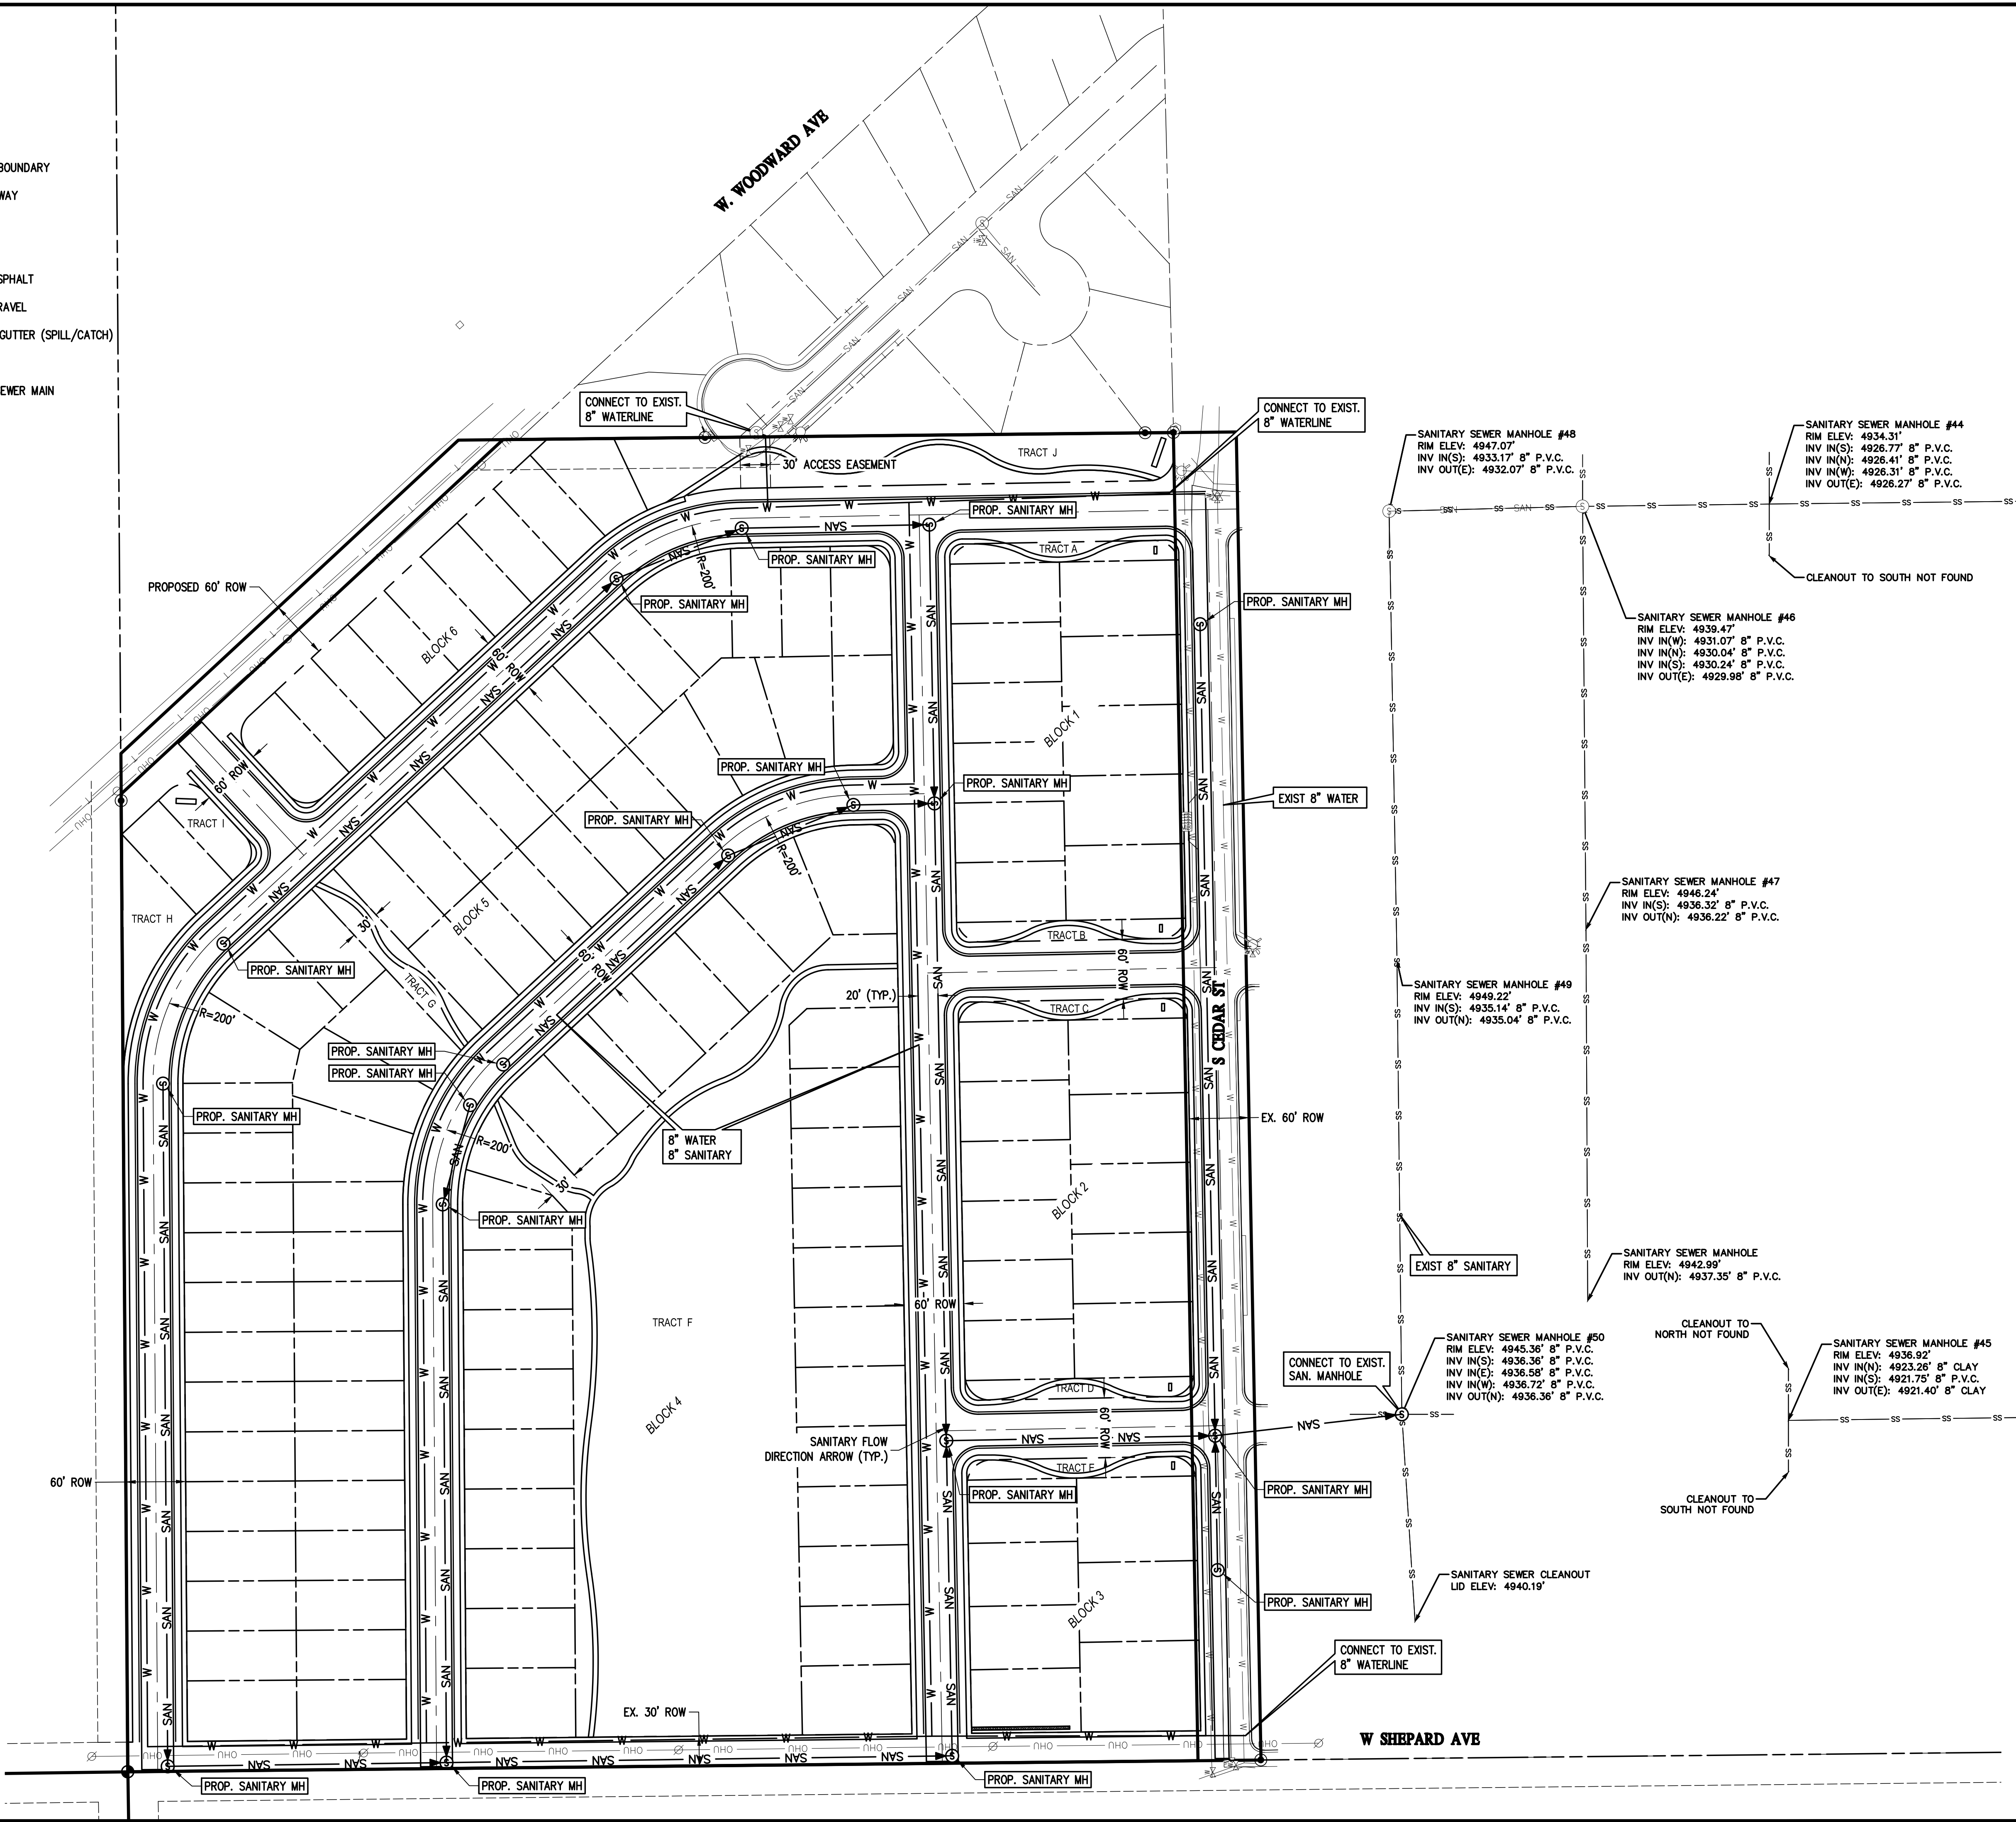 BOUNDARY
WAY
SPHALT
RAVEL
GUTTER (SPILL/CATCH)
EWER MAIN
W. WOODWARD AVE
CONNECT TO EXIST.
8" WATERLINE
CONNECT TO EXIST.
8" WATERLINE
30' ACCESS EASEMENT
TRACT J
PROP. SANITARY MH
PROP. SANITARY MH
PROP. SANITARY MH
PROP. SANITARY MH
R=200'
TRACT A
PROPOSED 60' ROW
BLOCK 6
60' ROW
BLOCK 1
60' ROW
TRACT I
PROP. SANITARY MH
PROP. SANITARY MH
PROP. SANITARY MH
R=200'
EXIST 8" WATER
TRACT H
BLOCK 5
30'
TRACT G
60' ROW
TRACT B
60' ROW
PROP. SANITARY MH
R=200'
20' (TYP.)
TRACT C
S CEDAR ST
PROP. SANITARY MH
PROP. SANITARY MH
PROP. SANITARY MH
R=200'
8" WATER
8" SANITARY
EX. 60' ROW
30'
PROP. SANITARY MH
BLOCK 2
TRACT F
60' ROW
BLOCK 4
TRACT D
60' ROW
SANITARY FLOW
DIRECTION ARROW (TYP.)
TRACT E
60' ROW
PROP. SANITARY MH
PROP. SANITARY MH
PROP. SANITARY MH
BLOCK 3
EX. 30' ROW
CONNECT TO EXIST.
8" WATERLINE
W SHEPARD AVE
PROP. SANITARY MH
PROP. SANITARY MH
PROP. SANITARY MH
SANITARY SEWER MANHOLE #48
RIM ELEV: 4947.07'
INV IN(S): 4933.17' 8" P.V.C.
INV OUT(E): 4932.07' 8" P.V.C.
SANITARY SEWER MANHOLE #44
RIM ELEV: 4934.31'
INV IN(S): 4926.77' 8" P.V.C.
INV IN(N): 4926.41' 8" P.V.C.
INV IN(W): 4926.31' 8" P.V.C.
INV OUT(E): 4926.27' 8" P.V.C.
CLEANOUT TO SOUTH NOT FOUND
SANITARY SEWER MANHOLE #46
RIM ELEV: 4939.47'
INV IN(W): 4931.07' 8" P.V.C.
INV IN(N): 4930.04' 8" P.V.C.
INV IN(S): 4930.24' 8" P.V.C.
INV OUT(E): 4929.98' 8" P.V.C.
SANITARY SEWER MANHOLE #47
RIM ELEV: 4946.24'
INV IN(S): 4936.32' 8" P.V.C.
INV OUT(N): 4936.22' 8" P.V.C.
SANITARY SEWER MANHOLE #49
RIM ELEV: 4949.22'
INV IN(S): 4935.14' 8" P.V.C.
INV OUT(N): 4935.04' 8" P.V.C.
EXIST 8" SANITARY
SANITARY SEWER MANHOLE
RIM ELEV: 4942.99'
INV OUT(N): 4937.35' 8" P.V.C.
CONNECT TO EXIST.
SAN. MANHOLE
SANITARY SEWER MANHOLE #50
RIM ELEV: 4945.36' 8" P.V.C.
INV IN(S): 4936.36' 8" P.V.C.
INV IN(E): 4936.58' 8" P.V.C.
INV IN(W): 4936.72' 8" P.V.C.
INV OUT(N): 4936.36' 8" P.V.C.
CLEANOUT TO
NORTH NOT FOUND
SANITARY SEWER MANHOLE #45
RIM ELEV: 4936.92'
INV IN(N): 4923.26' 8" CLAY
INV IN(S): 4921.75' 8" P.V.C.
INV OUT(E): 4921.40' 8" CLAY
CLEANOUT TO
SOUTH NOT FOUND
SANITARY SEWER CLEANOUT
LID ELEV: 4940.19'